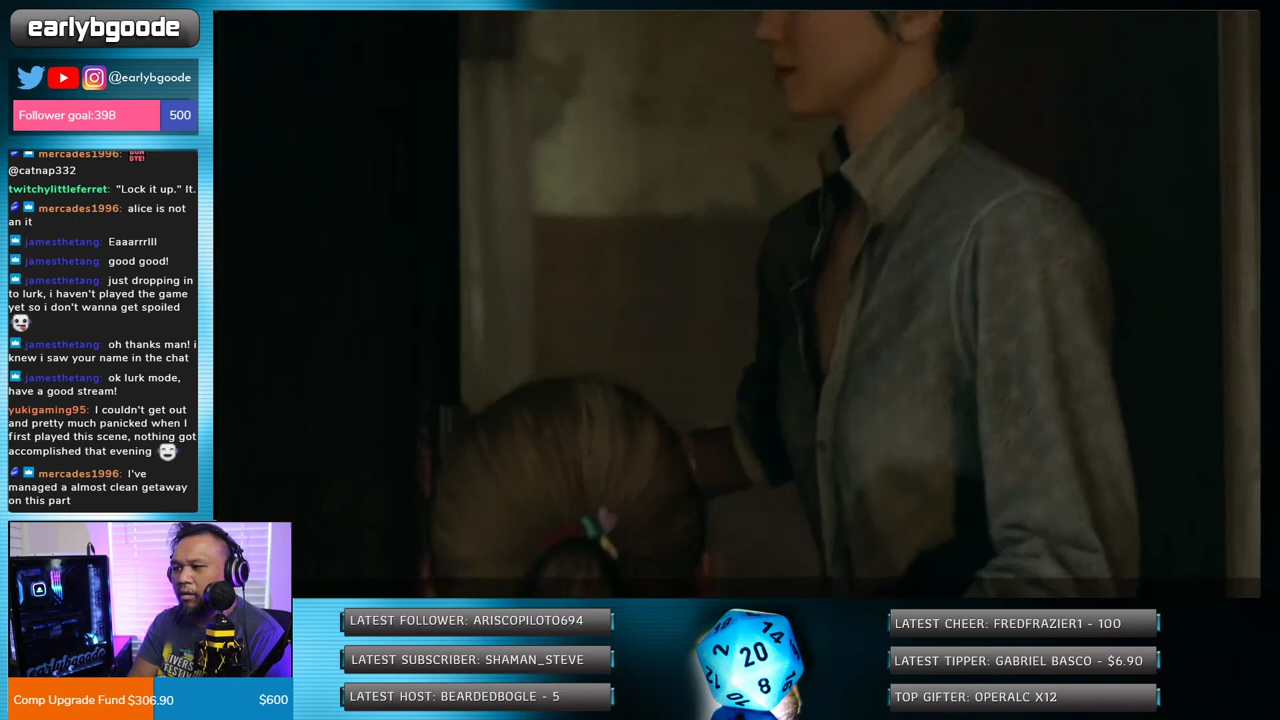 earlybgoode
@earlybgoode
Follower goal:398
500
mercades1996:
@catnap332
twitchylittleferret: "Lock it up." It.
mercades1996: alice is not
an it
jamesthetang: Eaaarrrlll
jamesthetang: good good!
jamesthetang: just dropping in
to lurk, i haven't played the game
yet so i don't wanna get spoiled
jamesthetang: oh thanks man! i
knew i saw your name in the chat
jamesthetang: ok lurk mode,
have a good stream!
yukigaming95: I couldn't get out
and pretty much panicked when I
first played this scene, nothing got
accomplished that evening
mercades1996: I've
managed a almost clean getaway
on this part
earlybgoode
Comp Upgrade Fund $306.90
$600
LATEST FOLLOWER: ARISCOPILOTO694
LATEST SUBSCRIBER: SHAMAN_STEVE
LATEST HOST: BEARDEDBOGLE - 5
20
14
2
8
12
10
LATEST CHEER: FREDFRAZIER1 - 100
LATEST TIPPER: GABRIEL BASCO - $6.90
TOP GIFTER: OPERALC X12